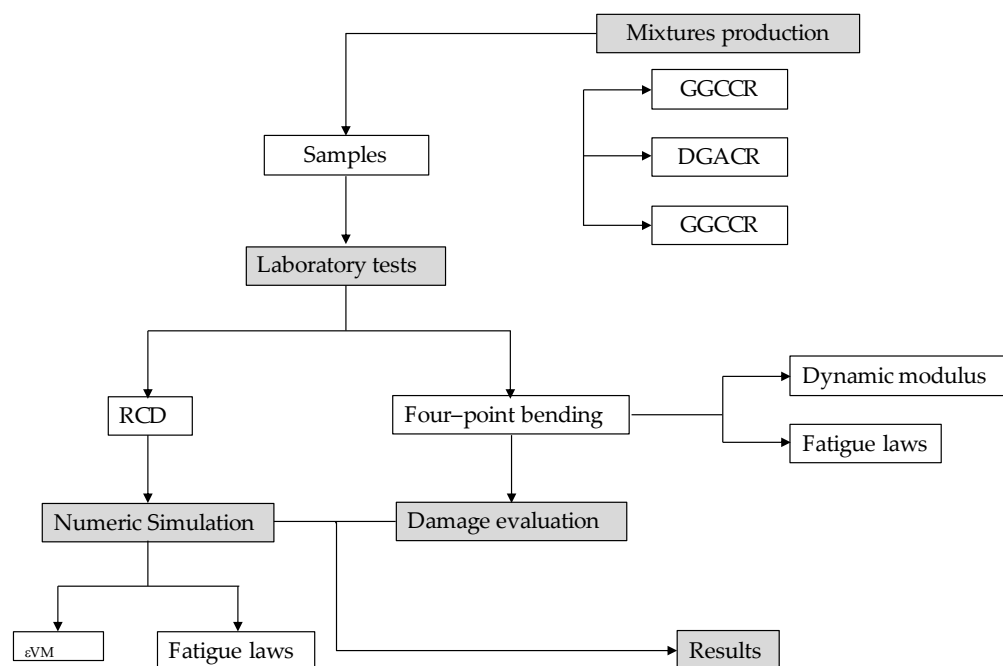 Mixtures production
GGCCR
Samples
DGACR
GGCCR
Laboratory tests
Dynamic modulus
RCD
Four–point bending
Fatigue laws
Numeric Simulation
Damage evaluation
εVM
Fatigue laws
Results